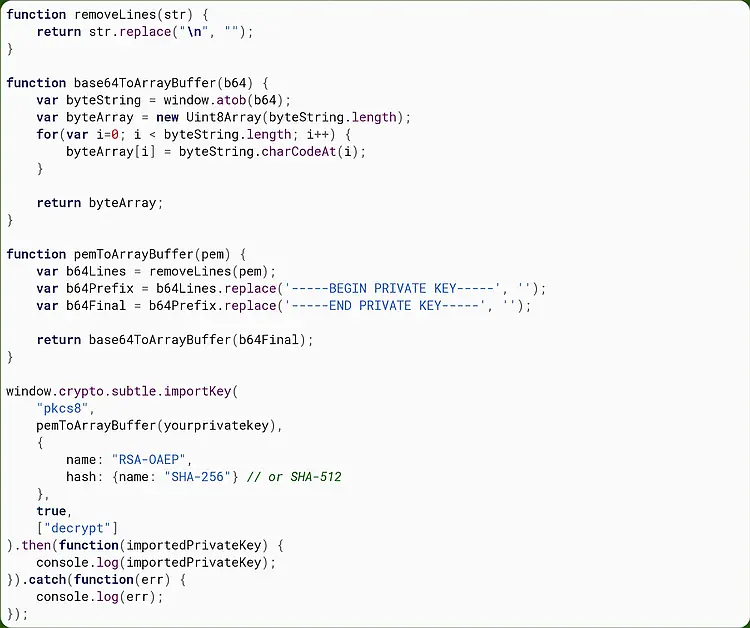 function removeLines(str) {
    return str.replace("\n", "");
}

function base64ToArrayBuffer(b64) {
    var byteString = window.atob(b64);
    var byteArray = new Uint8Array(byteString.length);
    for(var i=0; i < byteString.length; i++) {
        byteArray[i] = byteString.charCodeAt(i);
    }

    return byteArray;
}

function pemToArrayBuffer(pem) {
    var b64Lines = removeLines(pem);
    var b64Prefix = b64Lines.replace('-----BEGIN PRIVATE KEY-----', '');
    var b64Final = b64Prefix.replace('-----END PRIVATE KEY-----', '');

    return base64ToArrayBuffer(b64Final);
}

window.crypto.subtle.importKey(
    "pkcs8",
    pemToArrayBuffer(yourprivatekey),
    {
        name: "RSA-OAEP",
        hash: {name: "SHA-256"} // or SHA-512
    },
    true,
    ["decrypt"]
).then(function(importedPrivateKey) {
    console.log(importedPrivateKey);
}).catch(function(err) {
    console.log(err);
});